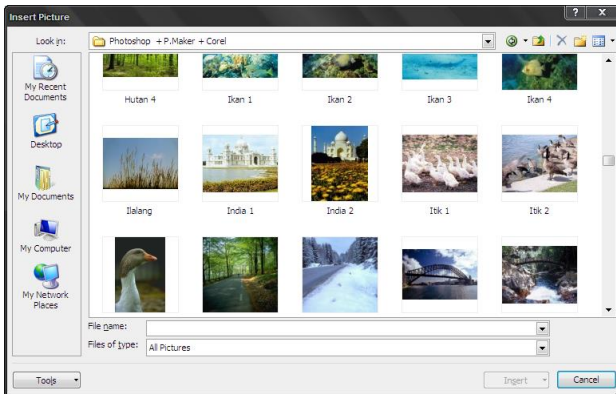 Insert Picture
Look in:
Photoshop + P.Maker + Corel
My Recent
Documents
Desktop
My Documents
My Computer
My Network
Places
Hutan 4
Ikan 1
Ikan 2
Ikan 3
Ikan 4
Ilalang
India 1
India 2
Itik 1
Itik 2
File name:
Files of type:
All Pictures
Tools
Insert
Cancel